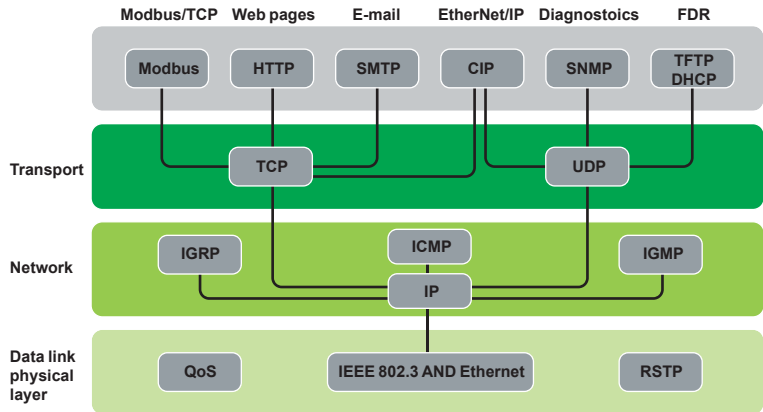 Modbus/TCP
Web pages
E-mail
EtherNet/IP
Diagnostoics
FDR
Modbus
HTTP
SMTP
CIP
SNMP
TFTP
DHCP
Transport
TCP
UDP
Network
IGRP
ICMP
IGMP
IP
Data link
physical
layer
QoS
IEEE 802.3 AND Ethernet
RSTP